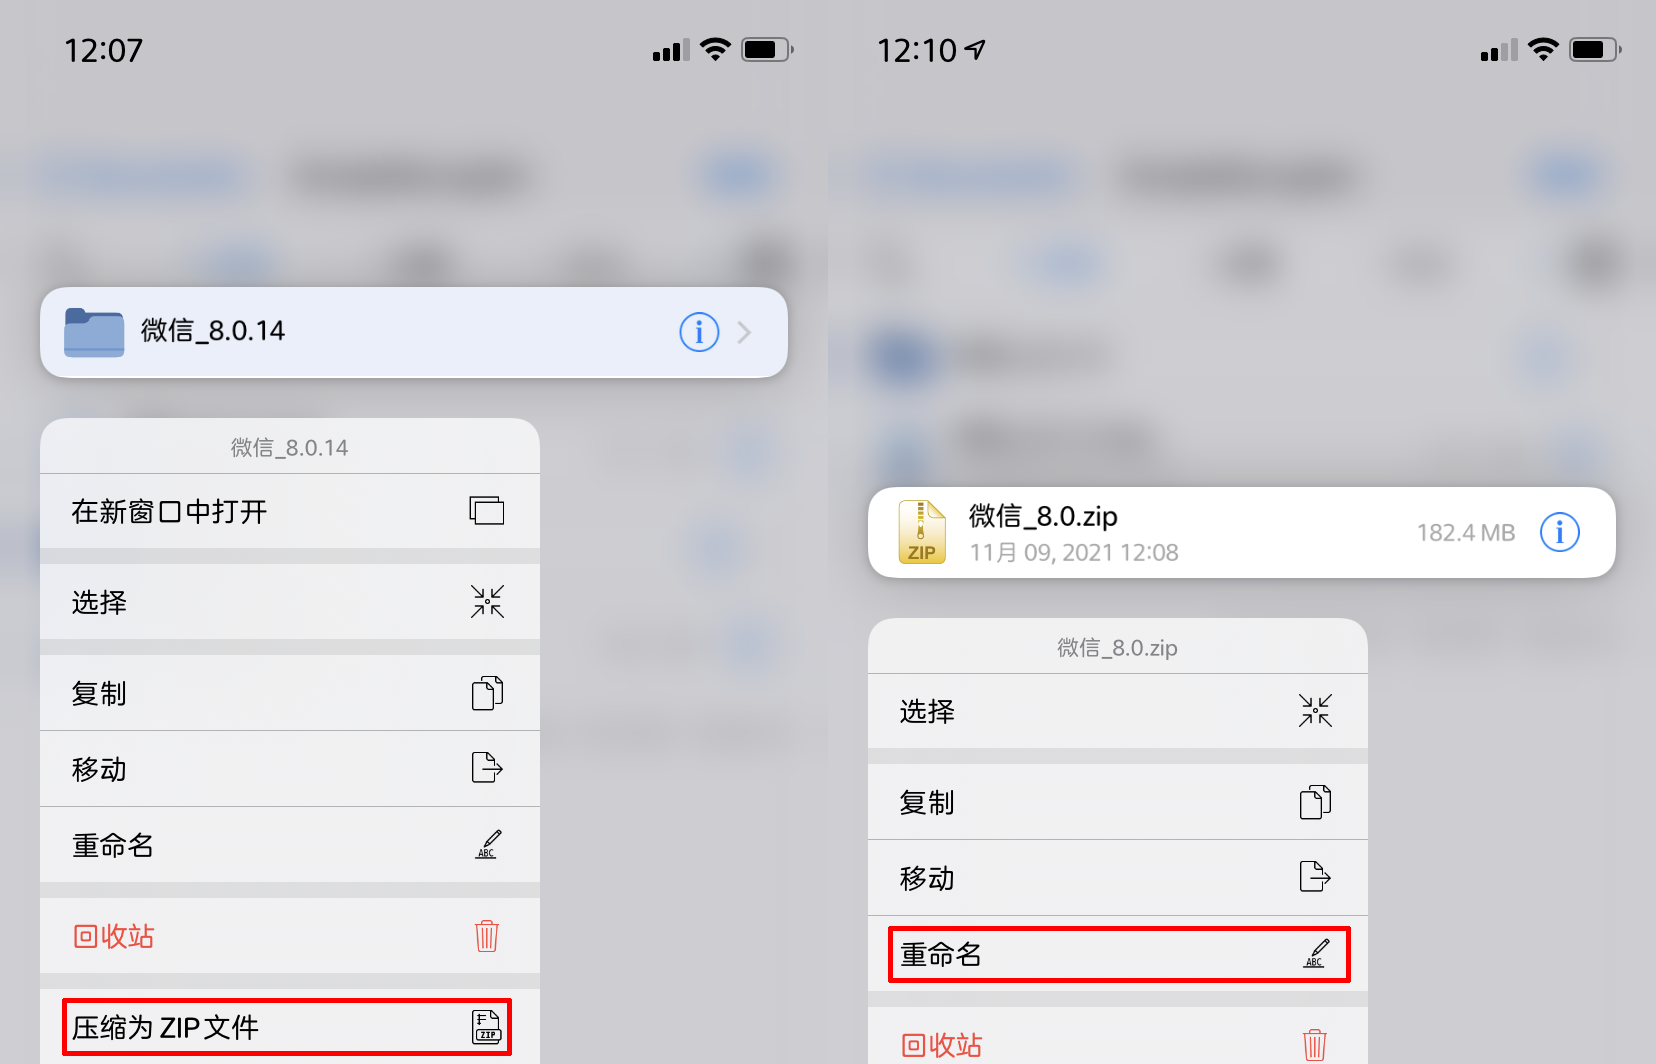 12:07
微信_8.0.14
微信_8.0.14
在新窗口中打开
选择
复制
移动
重命名
ABC
回收站
压缩为 ZIP 文件
ZIP
12:10
ZIP
微信_8.0.zip
11月 09, 2021 12:08
182.4 MB
微信_8.0.zip
选择
复制
移动
重命名
ABC
回收站